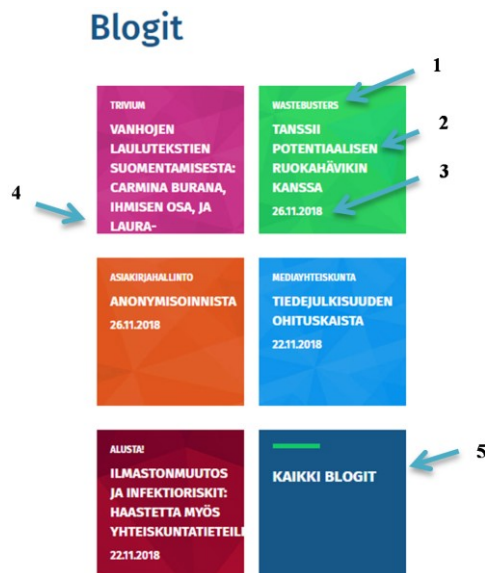 Blogit
1
TRIVIUM
VANHOJEN
LAULUTEKSTIEN
SUOMENTAMISESTA:
CARMINA BURANA,
IHMISEN OSA, JA
LAURA-
WASTEBUSTERS
TANSSII
POTENTIAALISEN
RUOKAHÄVIKIN
KANSSA
26.11.2018
2
3
4
ASIAKIRJAHALLINTO
ANONYMISOINNISTA
26.11.2018
MEDIAYHTEISKUNTA
TIEDEJULKISUUDEN
OHITUSKAISTA
22.11.2018
ALUSTA!
ILMASTONMUUTOS
JA INFEKTIORISKIT:
HAASTETTA MYÖS
YHTEISKUNTATIETEILI
22.11.2018
KAIKKI BLOGIT
5